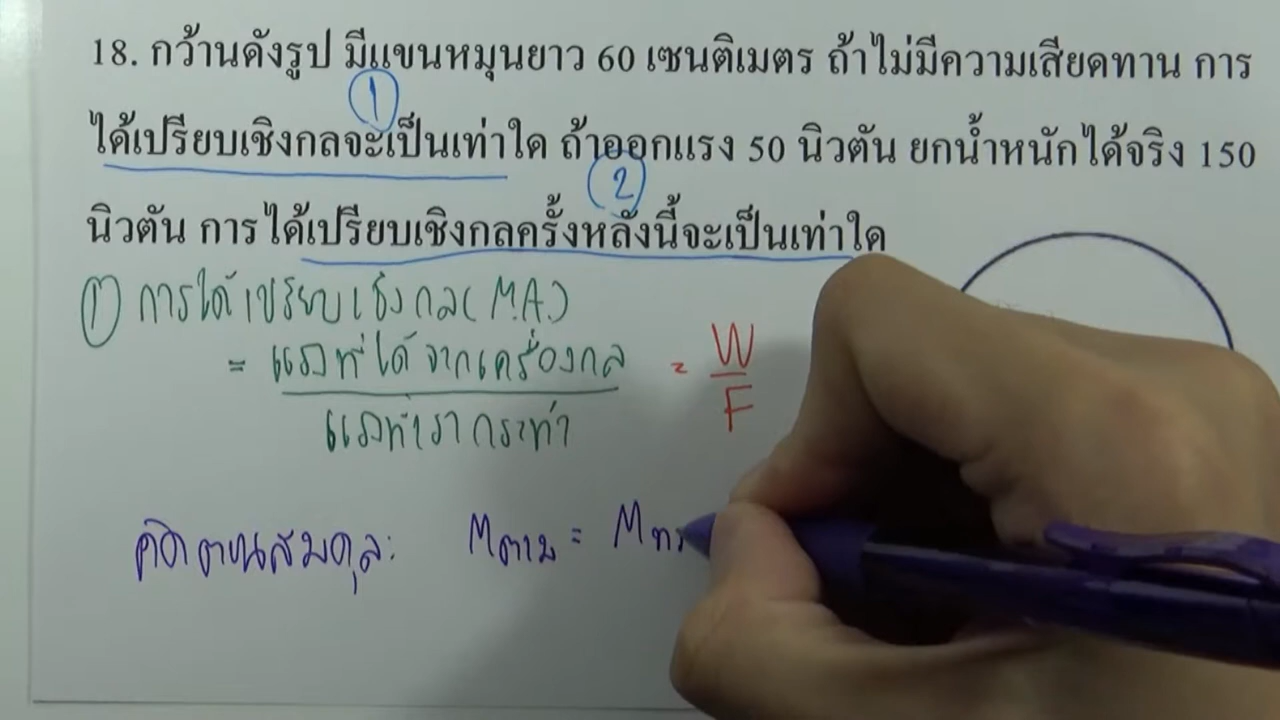 18. กว้านดังรูป มีแขนหมุนยาว 60 เซนติเมตร ถ้าไม่มีความเสียดทาน การ
①
ได้เปรียบเชิงกลจะเป็นเท่าใด ถ้าออกแรง 50 นิวตัน ยกน้ำหนักได้จริง 150
②
นิวตัน การได้เปรียบเชิงกลครั้งหลังนี้จะเป็นเท่าใด
① การได้เปรียบเชิงกล (M.A.)
= แรงที่ได้จากเครื่องกล = W
แรงที่เรากระทำ F
คิดตอนสมดุล: Mตาม = Mท